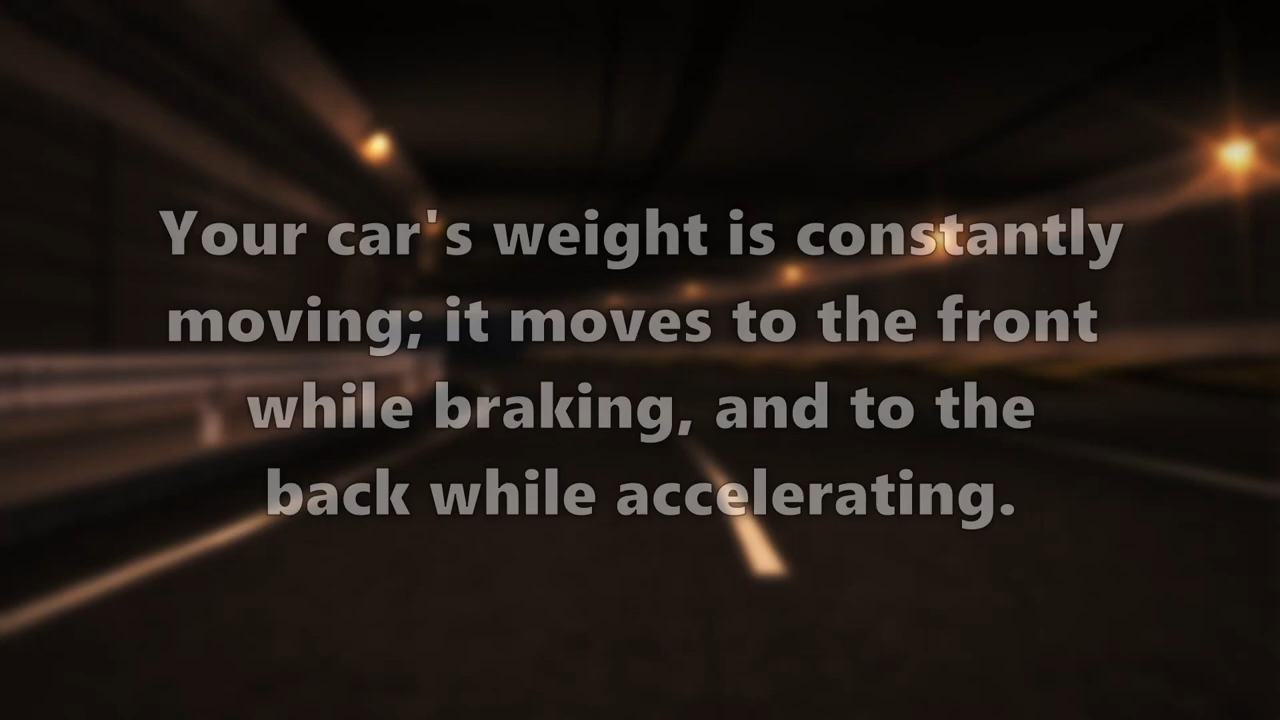 Your car's weight is constantly
moving; it moves to the front
while braking, and to the
back while accelerating.